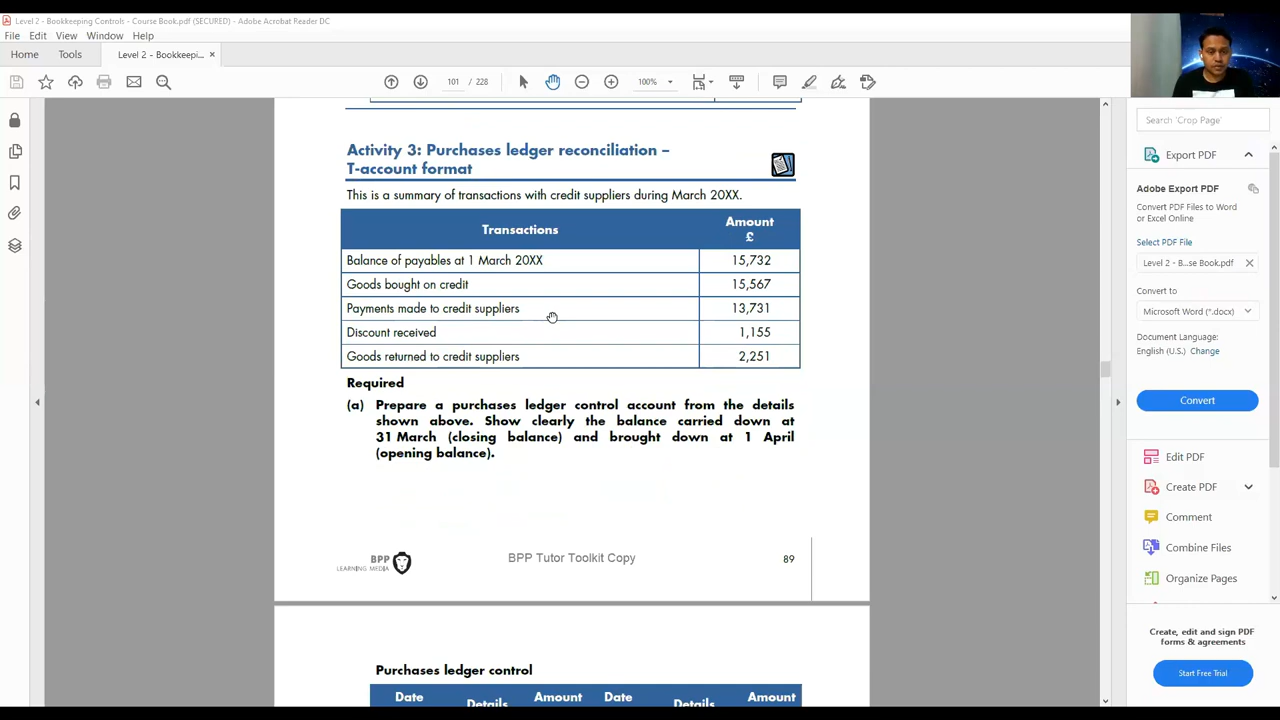 Level 2 - Bookkeeping Controls - Course Book.pdf (SECURED) - Adobe Acrobat Reader DC
File Edit View Window Help
Home Tools Level 2 - Bookkeepi... ×
101 / 228 100%
Search 'Crop Page'
Export PDF
Adobe Export PDF
Convert PDF Files to Word
or Excel Online
Select PDF File
Level 2 - B...se Book.pdf
Convert to
Microsoft Word (*.docx)
Document Language:
English (U.S.) Change
Convert
Edit PDF
Create PDF
Comment
Combine Files
Organize Pages
Create, edit and sign PDF
forms & agreements
Start Free Trial
Activity 3: Purchases ledger reconciliation –
T-account format
This is a summary of transactions with credit suppliers during March 20XX.
Transactions Amount
£
Balance of payables at 1 March 20XX 15,732
Goods bought on credit 15,567
Payments made to credit suppliers 13,731
Discount received 1,155
Goods returned to credit suppliers 2,251
Required
(a) Prepare a purchases ledger control account from the details
shown above. Show clearly the balance carried down at
31 March (closing balance) and brought down at 1 April
(opening balance).
BPP
LEARNING MEDIA
BPP Tutor Toolkit Copy
89
Purchases ledger control
Date Details Amount Date Details Amount